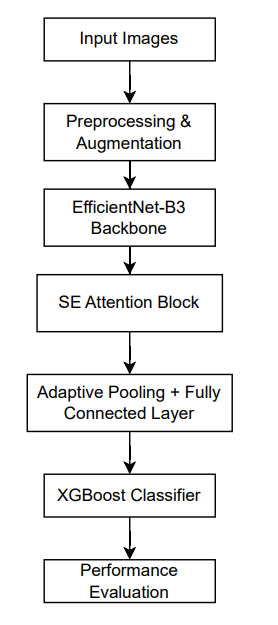 Input Images
Preprocessing &
Augmentation
EfficientNet-B3
Backbone
SE Attention Block
Adaptive Pooling + Fully
Connected Layer
XGBoost Classifier
Performance
Evaluation